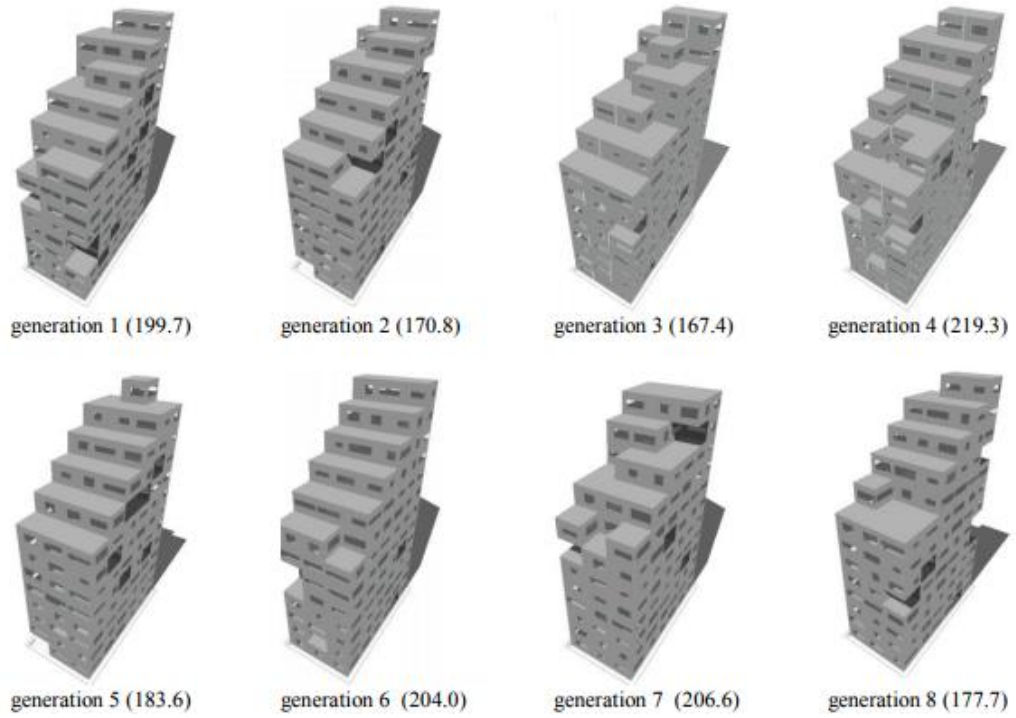 generation 1 (199.7)
generation 2 (170.8)
generation 3 (167.4)
generation 4 (219.3)
generation 5 (183.6)
generation 6 (204.0)
generation 7 (206.6)
generation 8 (177.7)